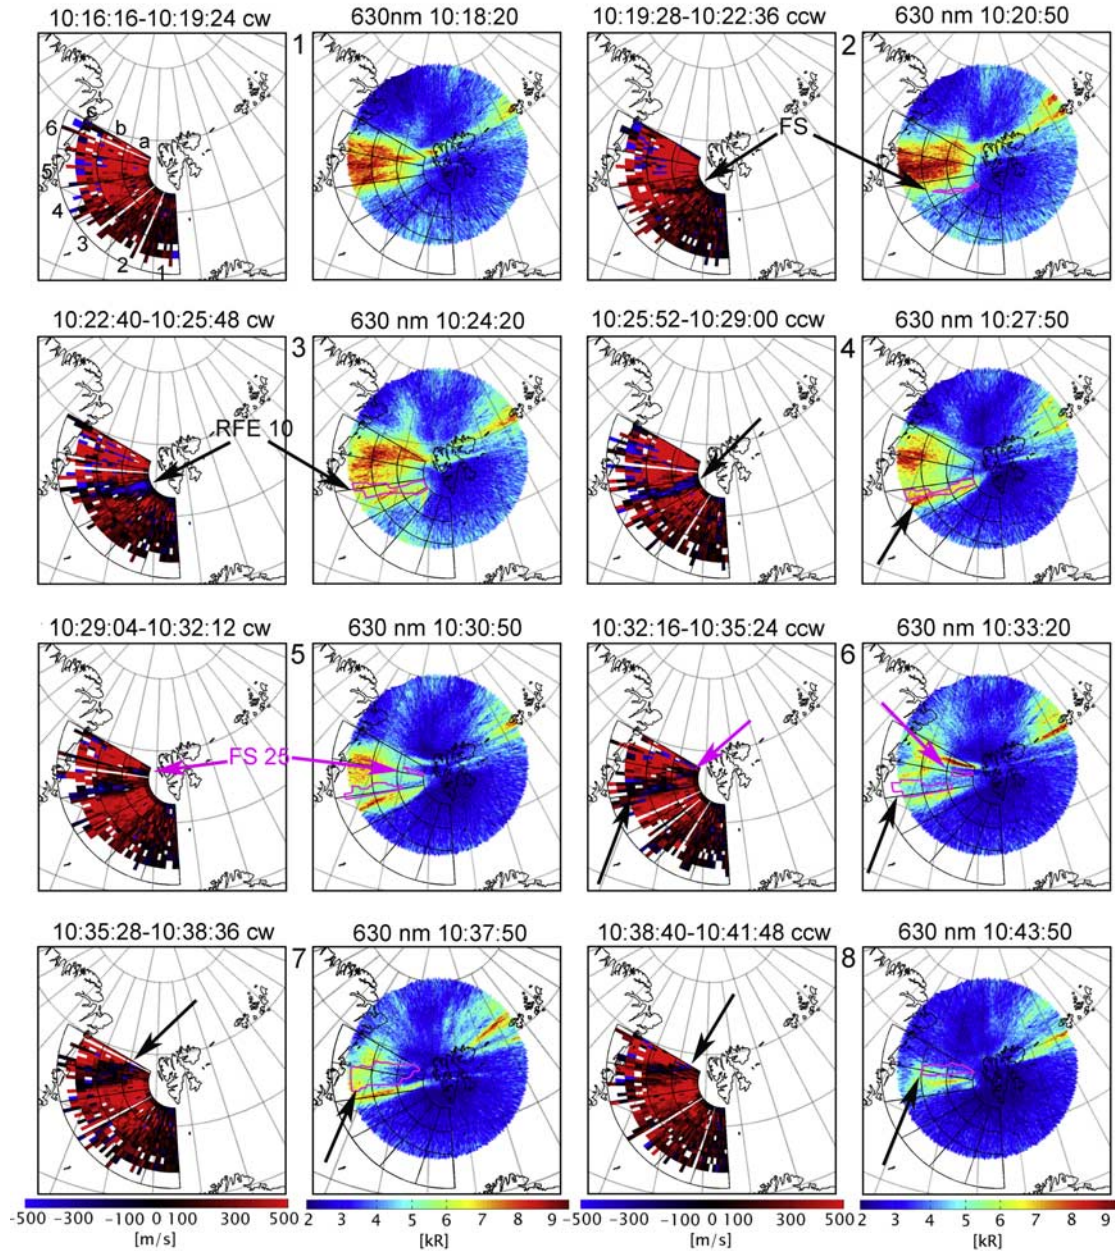 10:16:16-10:19:24 cw
1
630nm 10:18:20
10:19:28-10:22:36 ccw
2
630 nm 10:20:50
6
c
b
a
5
4
3
2
1
FS
10:22:40-10:25:48 cw
3
630 nm 10:24:20
10:25:52-10:29:00 ccw
4
630 nm 10:27:50
RFE 10
10:29:04-10:32:12 cw
5
630 nm 10:30:50
10:32:16-10:35:24 ccw
6
630 nm 10:33:20
FS 25
10:35:28-10:38:36 cw
7
630 nm 10:37:50
10:38:40-10:41:48 ccw
8
630 nm 10:43:50
-500 -300 -100 0 100 300 500
[m/s]
2 3 4 5 6 7 8 9
[kR]
-500 -300 -100 0 100 300 500
[m/s]
2 4 5 6 7 8 9
[kR]